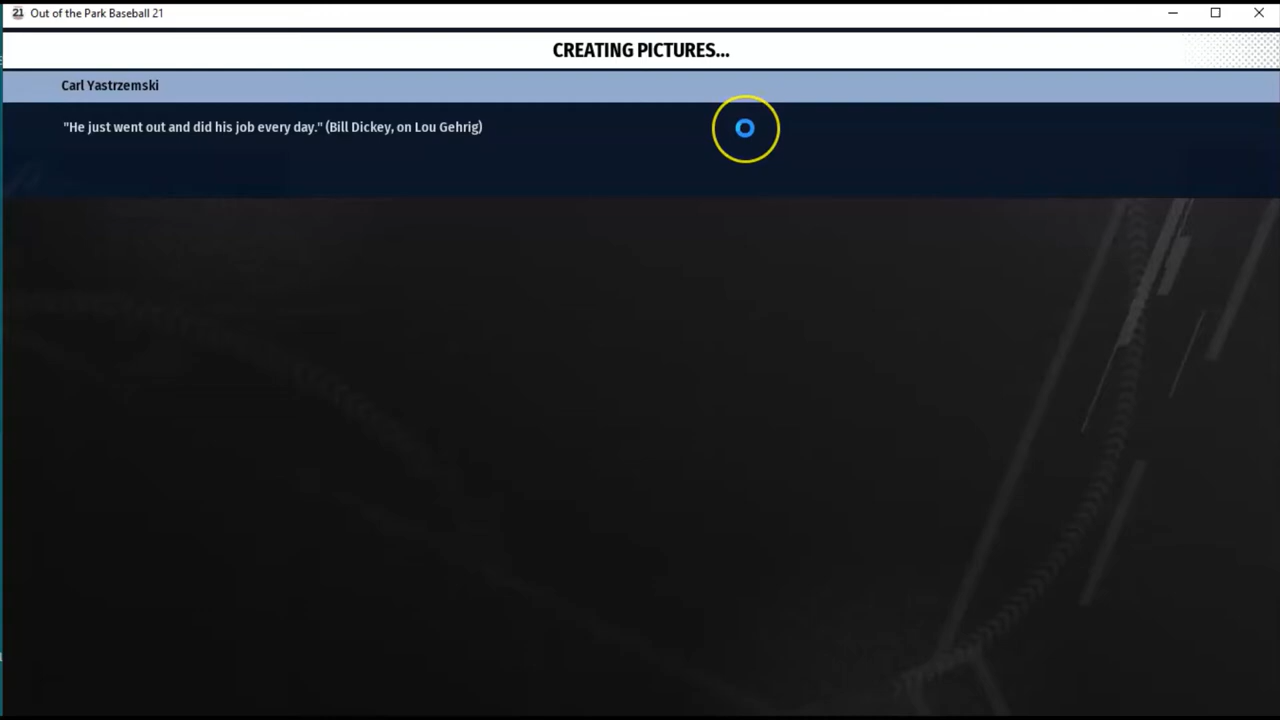 21 Out of the Park Baseball 21
CREATING PICTURES...
Carl Yastrzemski
"He just went out and did his job every day." (Bill Dickey, on Lou Gehrig)